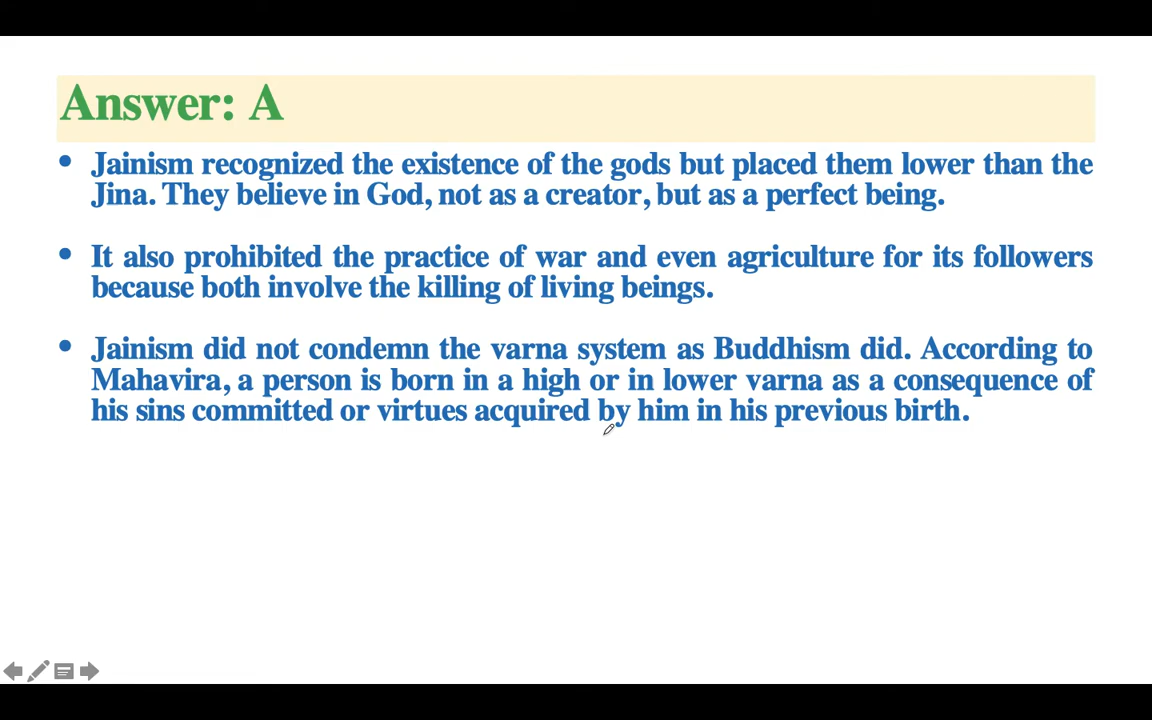 Answer: A
• Jainism recognized the existence of the gods but placed them lower than the
Jina. They believe in God, not as a creator, but as a perfect being.
• It also prohibited the practice of war and even agriculture for its followers
because both involve the killing of living beings.
• Jainism did not condemn the varna system as Buddhism did. According to
Mahavira, a person is born in a high or in lower varna as a consequence of
his sins committed or virtues acquired by him in his previous birth.